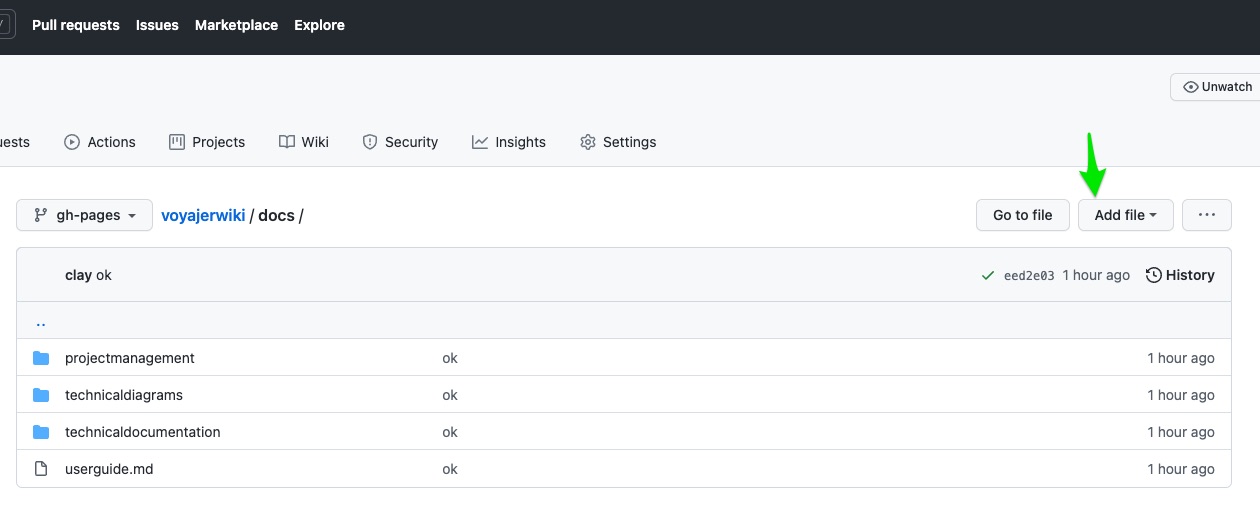 / Pull requests Issues Marketplace Explore
Unwatch
uests Actions Projects Wiki Security Insights Settings
gh-pages voyajerwiki / docs / Go to file Add file ...
clay ok eed2e03 1 hour ago History
..
projectmanagement ok 1 hour ago
technicaldiagrams ok 1 hour ago
technicaldocumentation ok 1 hour ago
userguide.md ok 1 hour ago